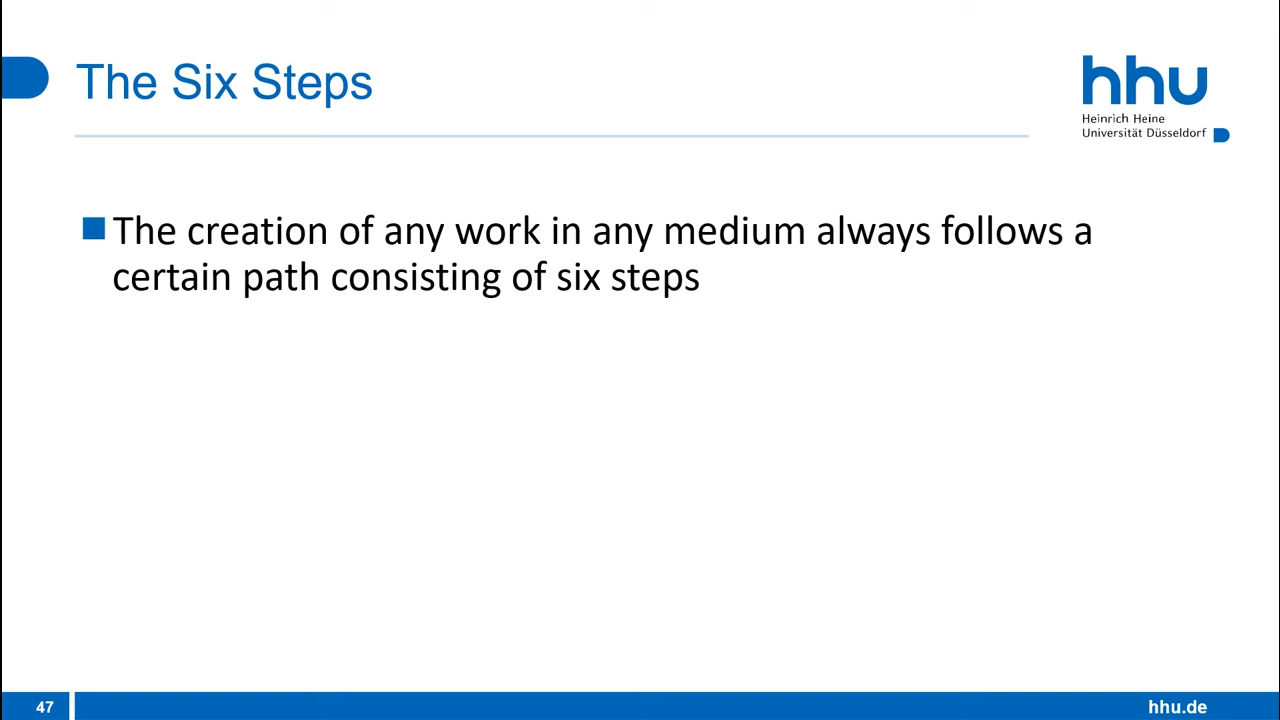 The Six Steps
hhu
Heinrich Heine
Universität Düsseldorf
The creation of any work in any medium always follows a
certain path consisting of six steps
47
hhu.de